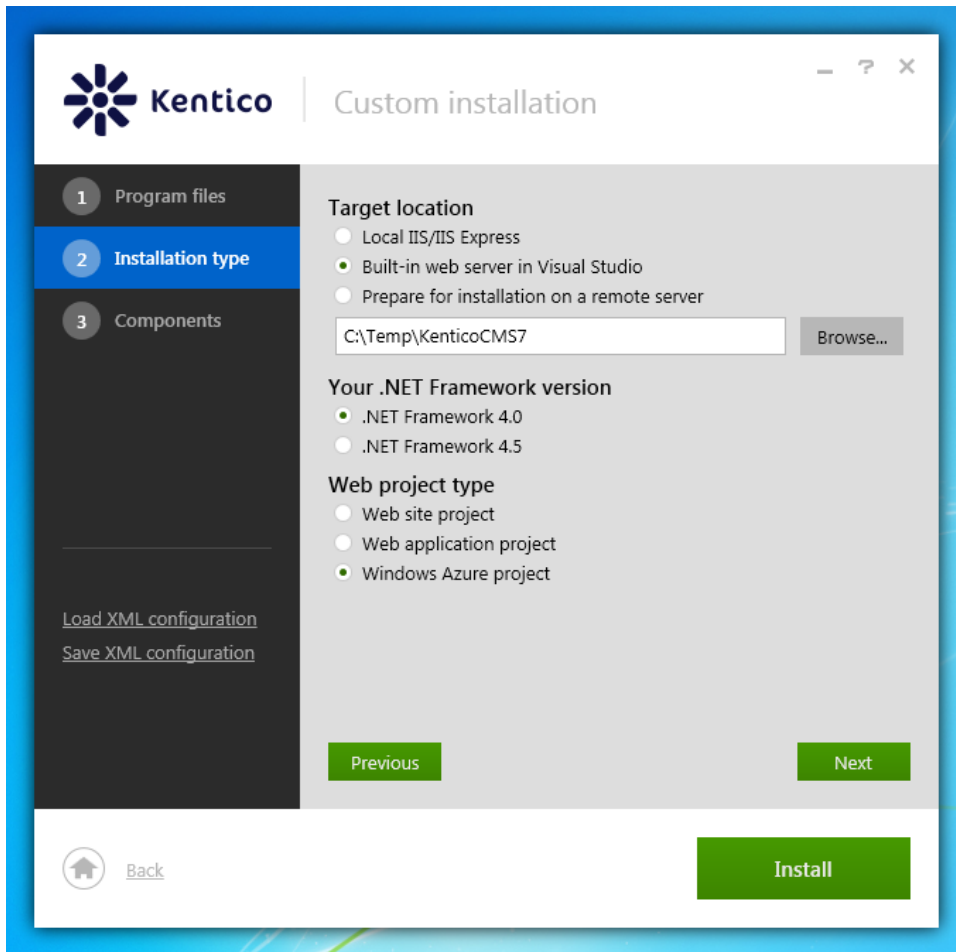 Kentico
Custom installation
1 Program files
2 Installation type
3 Components
Load XML configuration
Save XML configuration
Target location
Local IIS/IIS Express
Built-in web server in Visual Studio
Prepare for installation on a remote server
C:\Temp\KenticoCMS7
Browse...
Your .NET Framework version
.NET Framework 4.0
.NET Framework 4.5
Web project type
Web site project
Web application project
Windows Azure project
Previous
Next
Back
Install